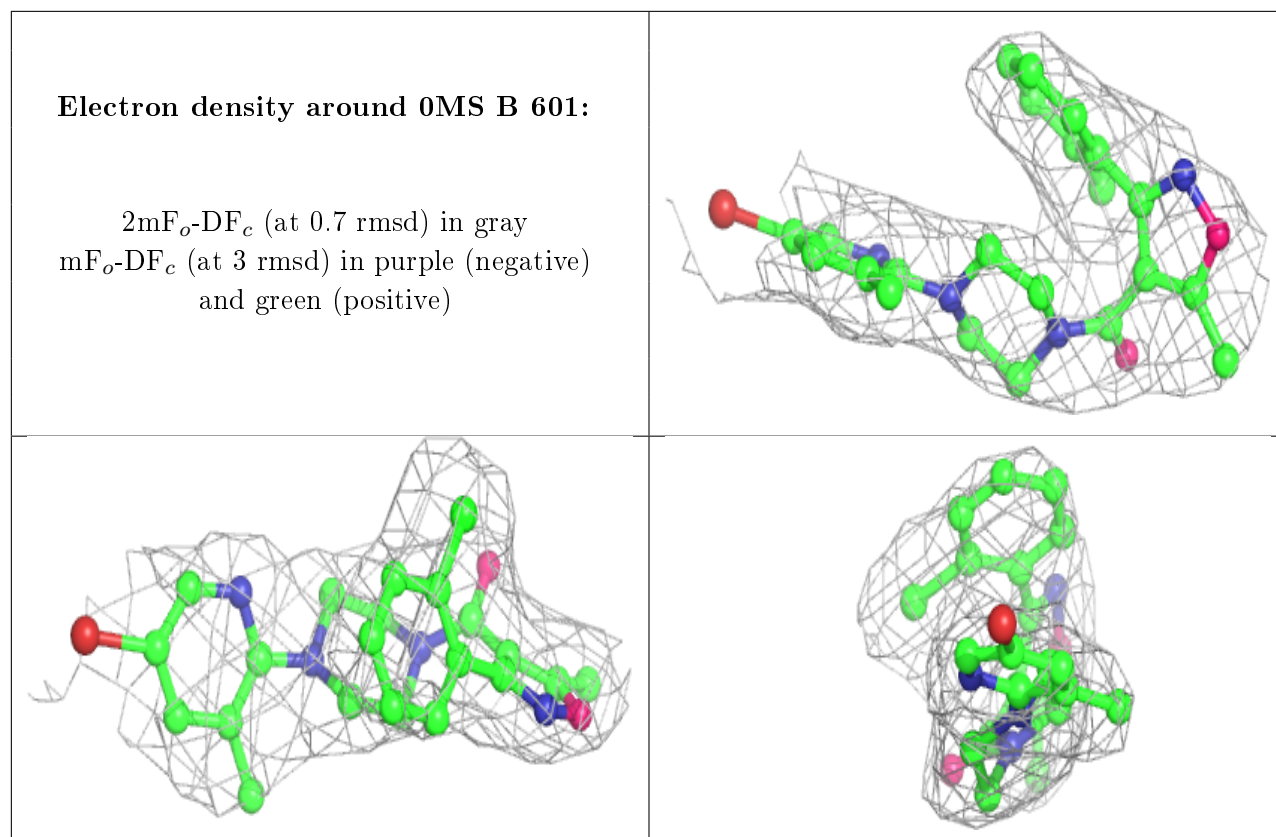 Electron density around 0MS B 601:
2mFo-DFc (at 0.7 rmsd) in gray
mFo-DFc (at 3 rmsd) in purple (negative)
and green (positive)